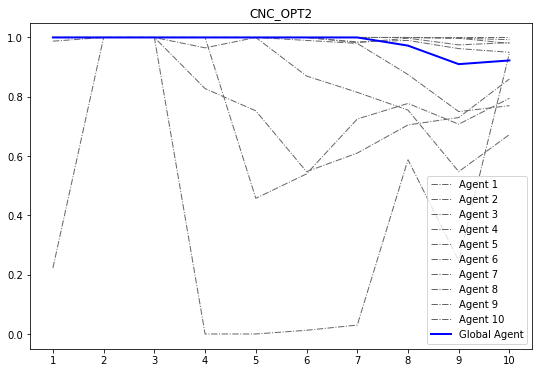 CNC_OPT2
1.0
0.8
0.6
0.4
0.2
0.0
1 2 3 4 5 6 7 8 9 10
Agent 1
Agent 2
Agent 3
Agent 4
Agent 5
Agent 6
Agent 7
Agent 8
Agent 9
Agent 10
Global Agent